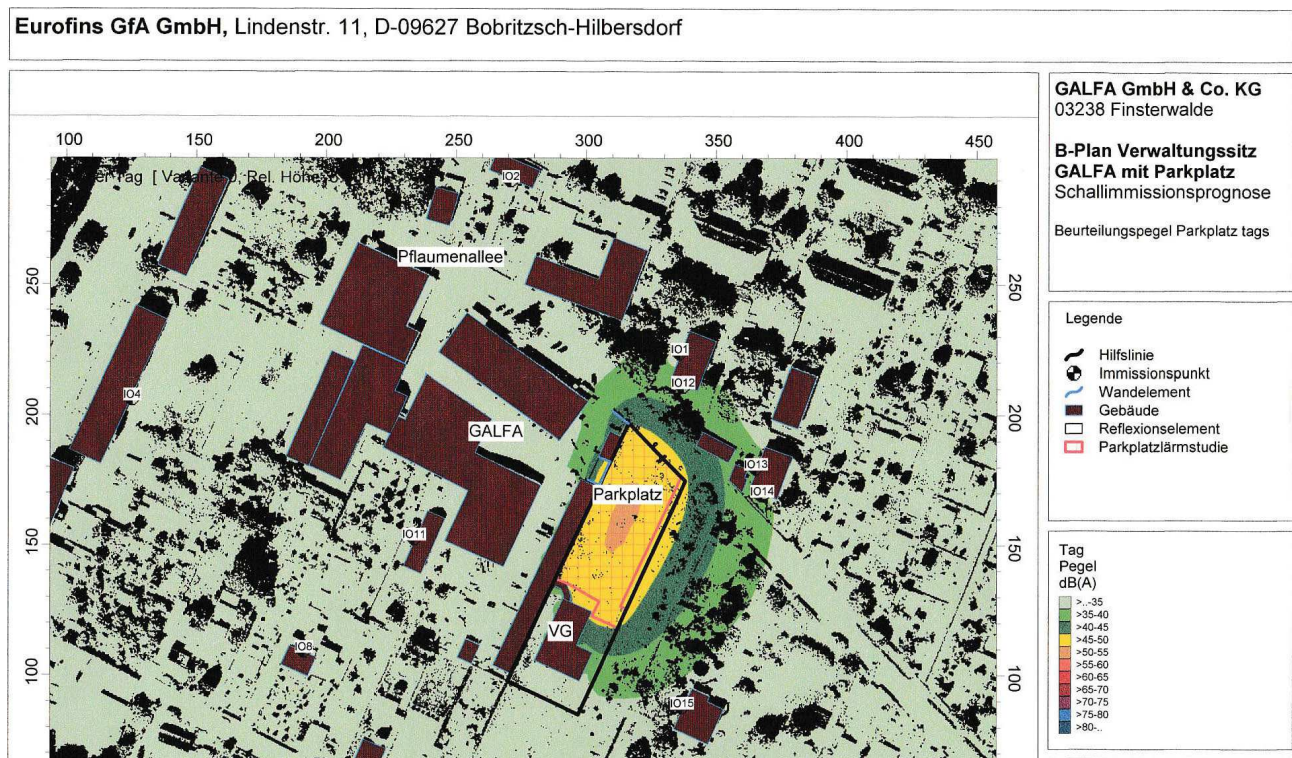 Eurofins GfA GmbH, Lindenstr. 11, D-09627 Bobritzsch-Hilbersdorf
GALFA GmbH & Co. KG
03238 Finsterwalde
B-Plan Verwaltungssitz
GALFA mit Parkplatz
Schallimmissionsprognose
Beurteilungspegel Parkplatz tags
100 150 200 250 300 350 400 450
Tag [ Variante 0. Rel. Höhe
IO2
Pflaumenallee
250
250
IO1
IO12
IO4
200
200
GALFA
IO13
IO14
Parkplatz
IO11
150
150
VG
IO8
100
100
IO15
Legende
Hilfslinie
Immissionspunkt
Wandelement
Gebäude
Reflexionselement
Parkplatzlärmstudie
Tag
Pegel
dB(A)
>..-35
>35-40
>40-45
>45-50
>50-55
>55-60
>60-65
>65-70
>70-75
>75-80
>80-..